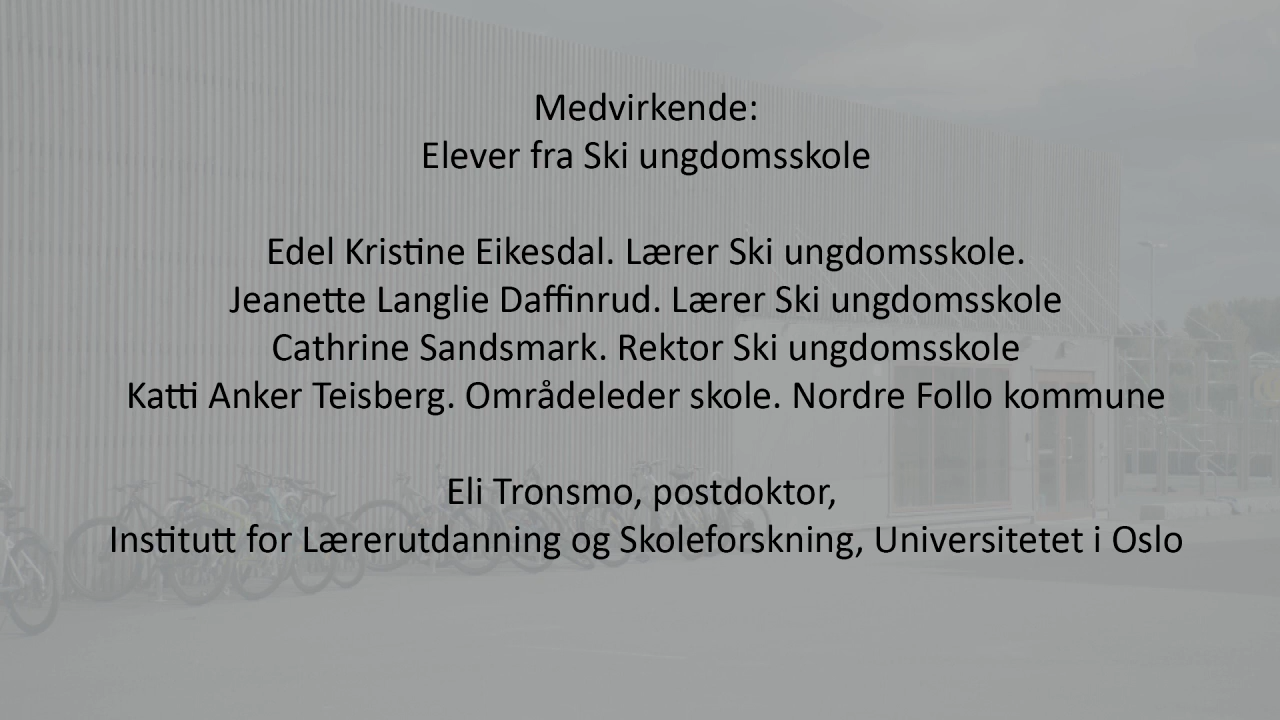 Medvirkende:
Elever fra Ski ungdomsskole
Edel Kristine Eikesdal. Lærer Ski ungdomsskole.
Jeanette Langlie Daffinrud. Lærer Ski ungdomsskole
Cathrine Sandsmark. Rektor Ski ungdomsskole
Katti Anker Teisberg. Områdeleder skole. Nordre Follo kommune
Eli Tronsmo, postdoktor,
Institutt for Lærerutdanning og Skoleforskning, Universitetet i Oslo